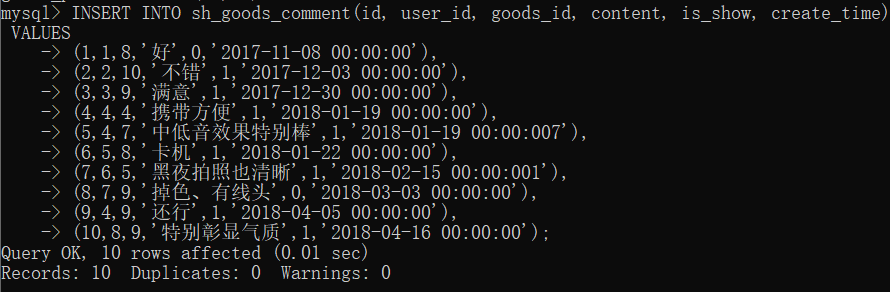 mysql> INSERT INTO sh_goods_comment(id, user_id, goods_id, content, is_show, create_time)
VALUES
-> (1,1,8,'好',0,'2017-11-08 00:00:00'),
-> (2,2,10,'不错',1,'2017-12-03 00:00:00'),
-> (3,3,9,'满意',1,'2017-12-30 00:00:00'),
-> (4,4,4,'携带方便',1,'2018-01-19 00:00:00'),
-> (5,4,7,'中低音效果特别棒',1,'2018-01-19 00:00:007'),
-> (6,5,8,'卡机',1,'2018-01-22 00:00:00'),
-> (7,6,5,'黑夜拍照也清晰',1,'2018-02-15 00:00:001'),
-> (8,7,9,'掉色、有线头',0,'2018-03-03 00:00:00'),
-> (9,4,9,'还行',1,'2018-04-05 00:00:00'),
-> (10,8,9,'特别彰显气质',1,'2018-04-16 00:00:00');
Query OK, 10 rows affected (0.01 sec)
Records: 10  Duplicates: 0  Warnings: 0